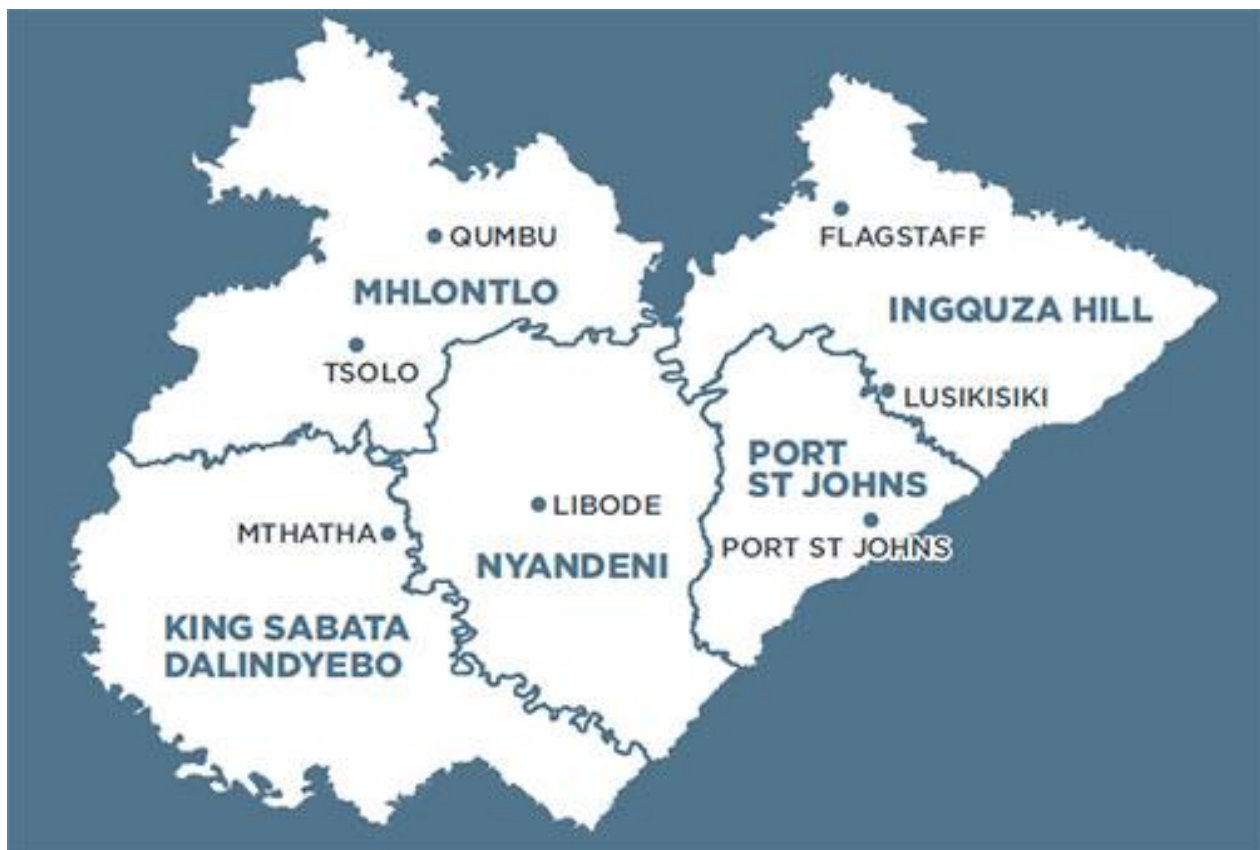 QUMBU
FLAGSTAFF
MHLONTLO
INGQUZA HILL
TSOLO
LUSIKISIKI
PORT
ST JOHNS
LIBODE
MTHATHA
PORT ST JOHNS
NYANDENI
KING SABATA
DALINDYEBO